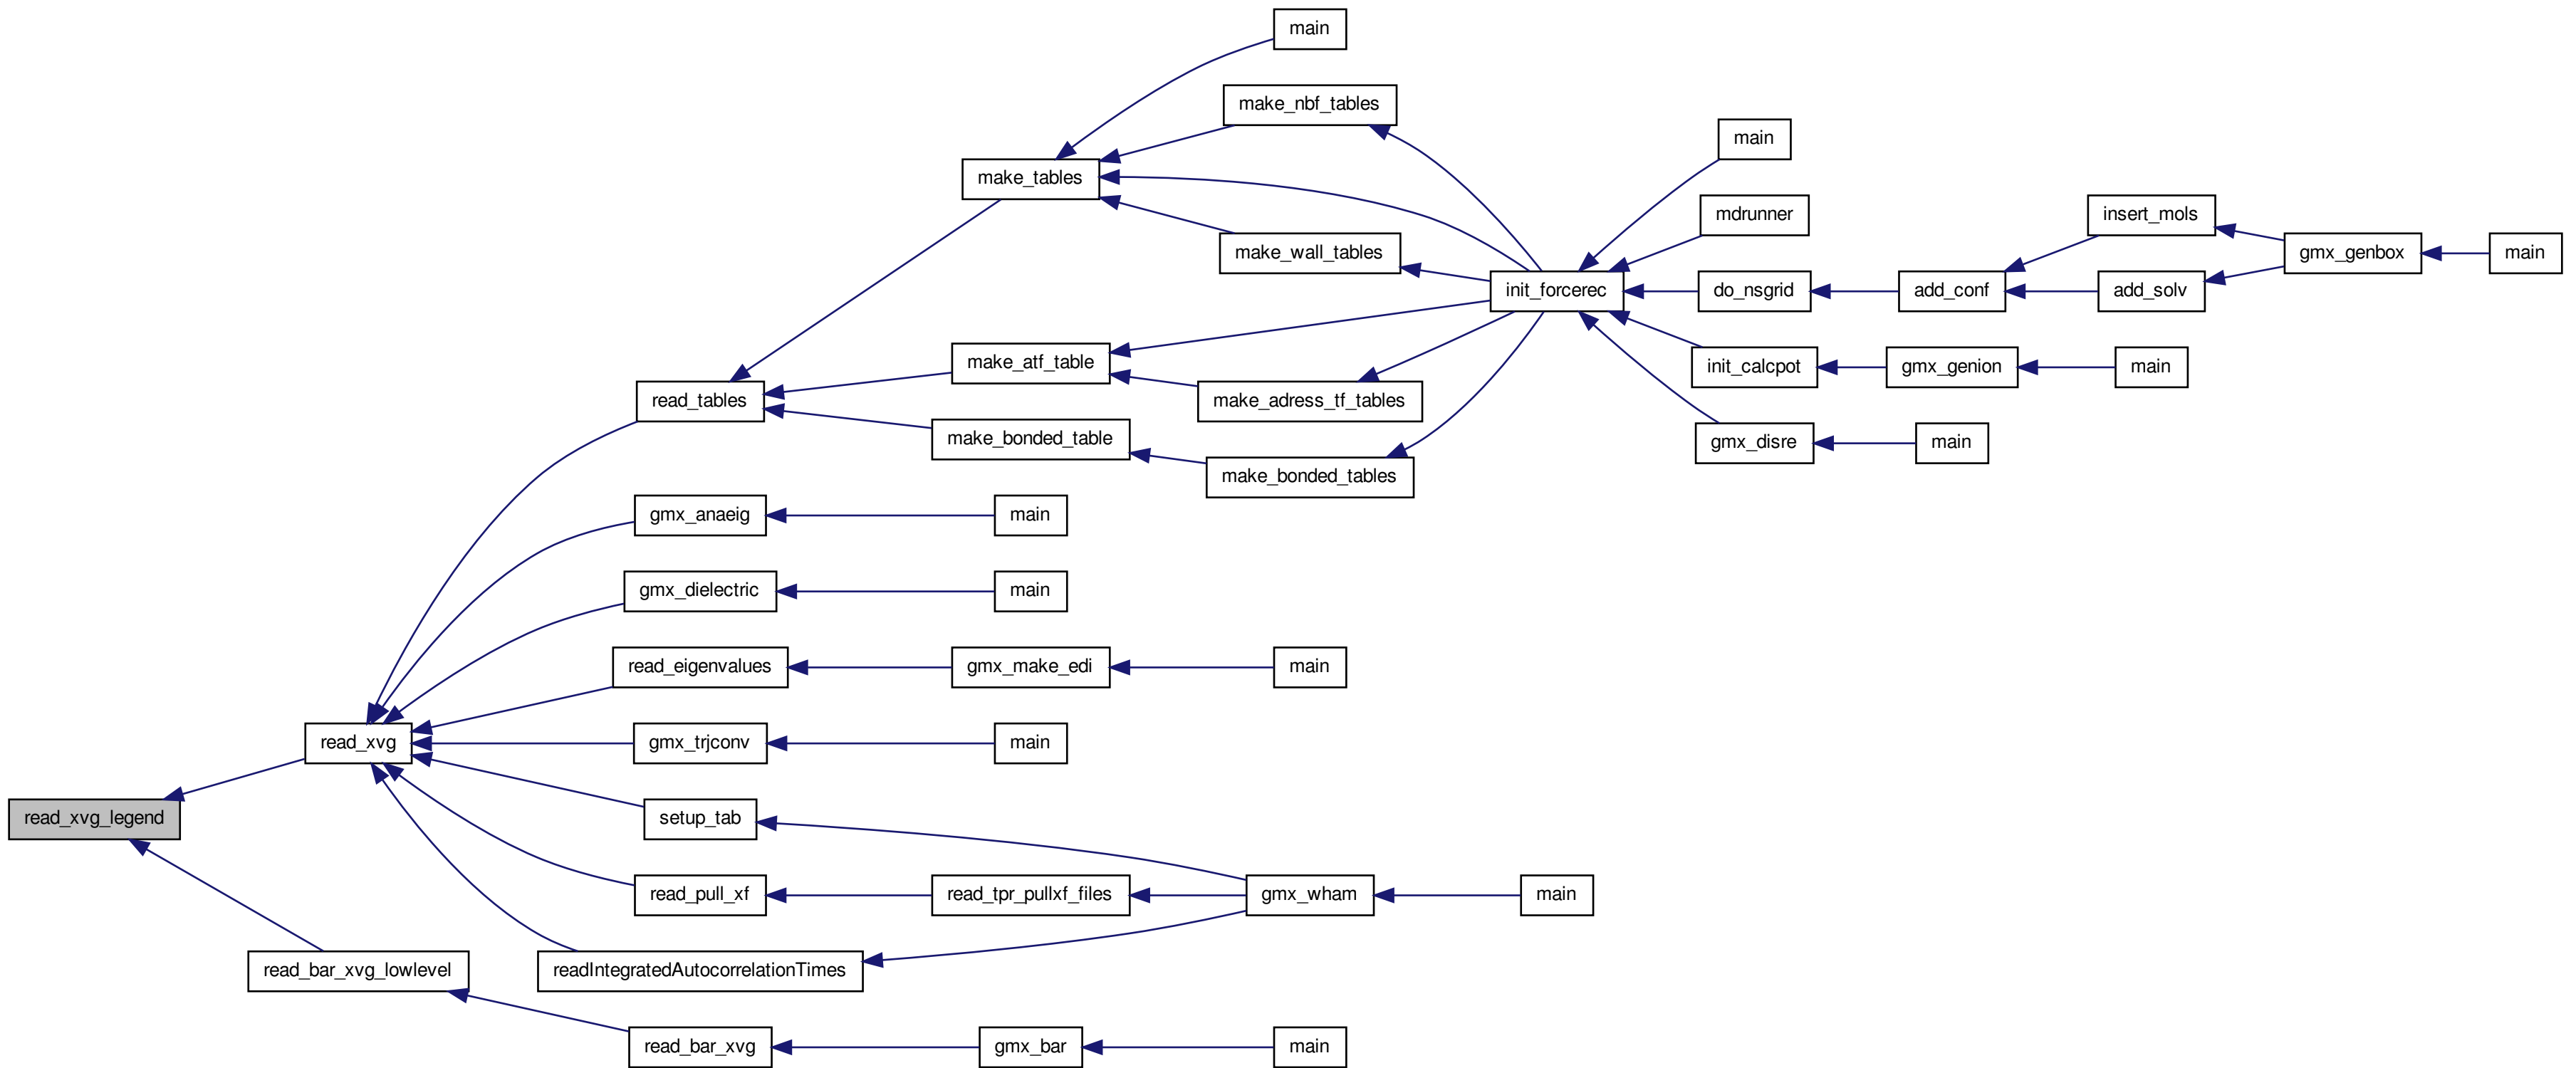 main
make_nbf_tables
main
make_tables
insert_mols
mdrunner
make_wall_tables
gmx_genbox
main
init_forcerec
do_nsgrid
add_conf
add_solv
make_atf_table
init_calcpot
gmx_genion
main
read_tables
make_adress_tf_tables
make_bonded_table
gmx_disre
main
make_bonded_tables
gmx_anaeig
main
gmx_dielectric
main
read_eigenvalues
gmx_make_edi
main
read_xvg
gmx_trjconv
main
read_xvg_legend
setup_tab
read_pull_xf
read_tpr_pullxf_files
gmx_wham
main
read_bar_xvg_lowlevel
readIntegratedAutocorrelationTimes
read_bar_xvg
gmx_bar
main